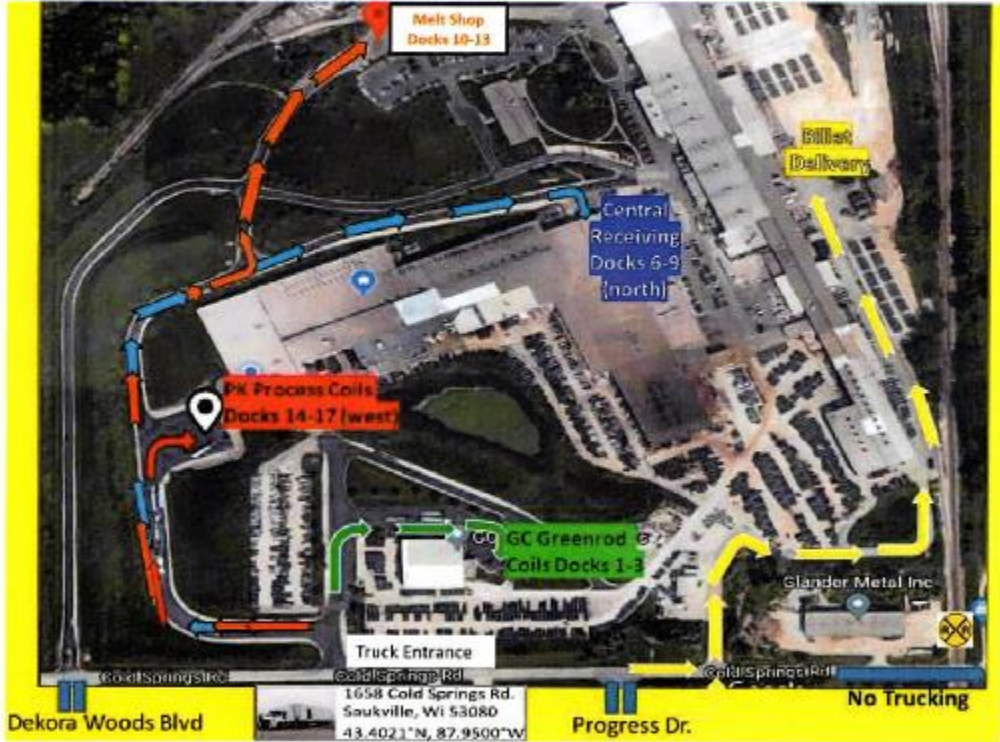 Melt Shop
Docks 10-13
Billet
Delivery
Central
Receiving
Docks 6-9
(north)
PK Process Coils
Docks 14-17 (west)
GC Greenrod
Coils Docks 1-3
Glander Metal Inc
Truck Entrance
Cold Springs Rd
Cold Springs Rd
Cold Springs Rd
1658 Cold Springs Rd.
Saukville, Wi 53080
43.4021°N, 87.9500°W
No Trucking
Dekora Woods Blvd
Progress Dr.